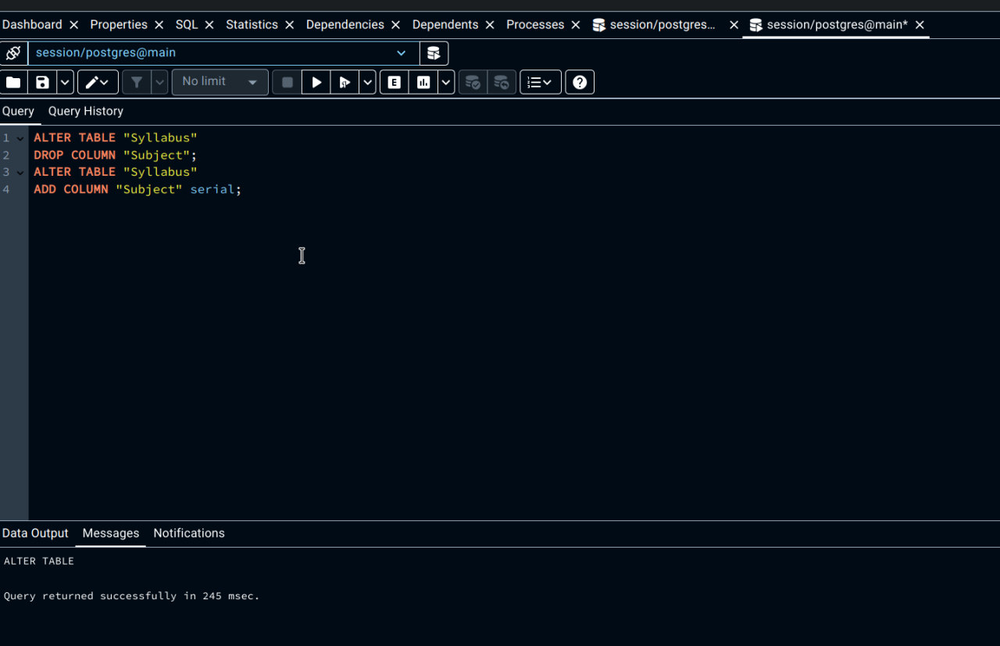 Dashboard Properties SQL Statistics Dependencies Dependents Processes session/postgres... session/postgres@main*
session/postgres@main
No limit E
Query Query History
1 ALTER TABLE "Syllabus"
2 DROP COLUMN "Subject";
3 ALTER TABLE "Syllabus"
4 ADD COLUMN "Subject" serial;
Data Output Messages Notifications
ALTER TABLE
Query returned successfully in 245 msec.